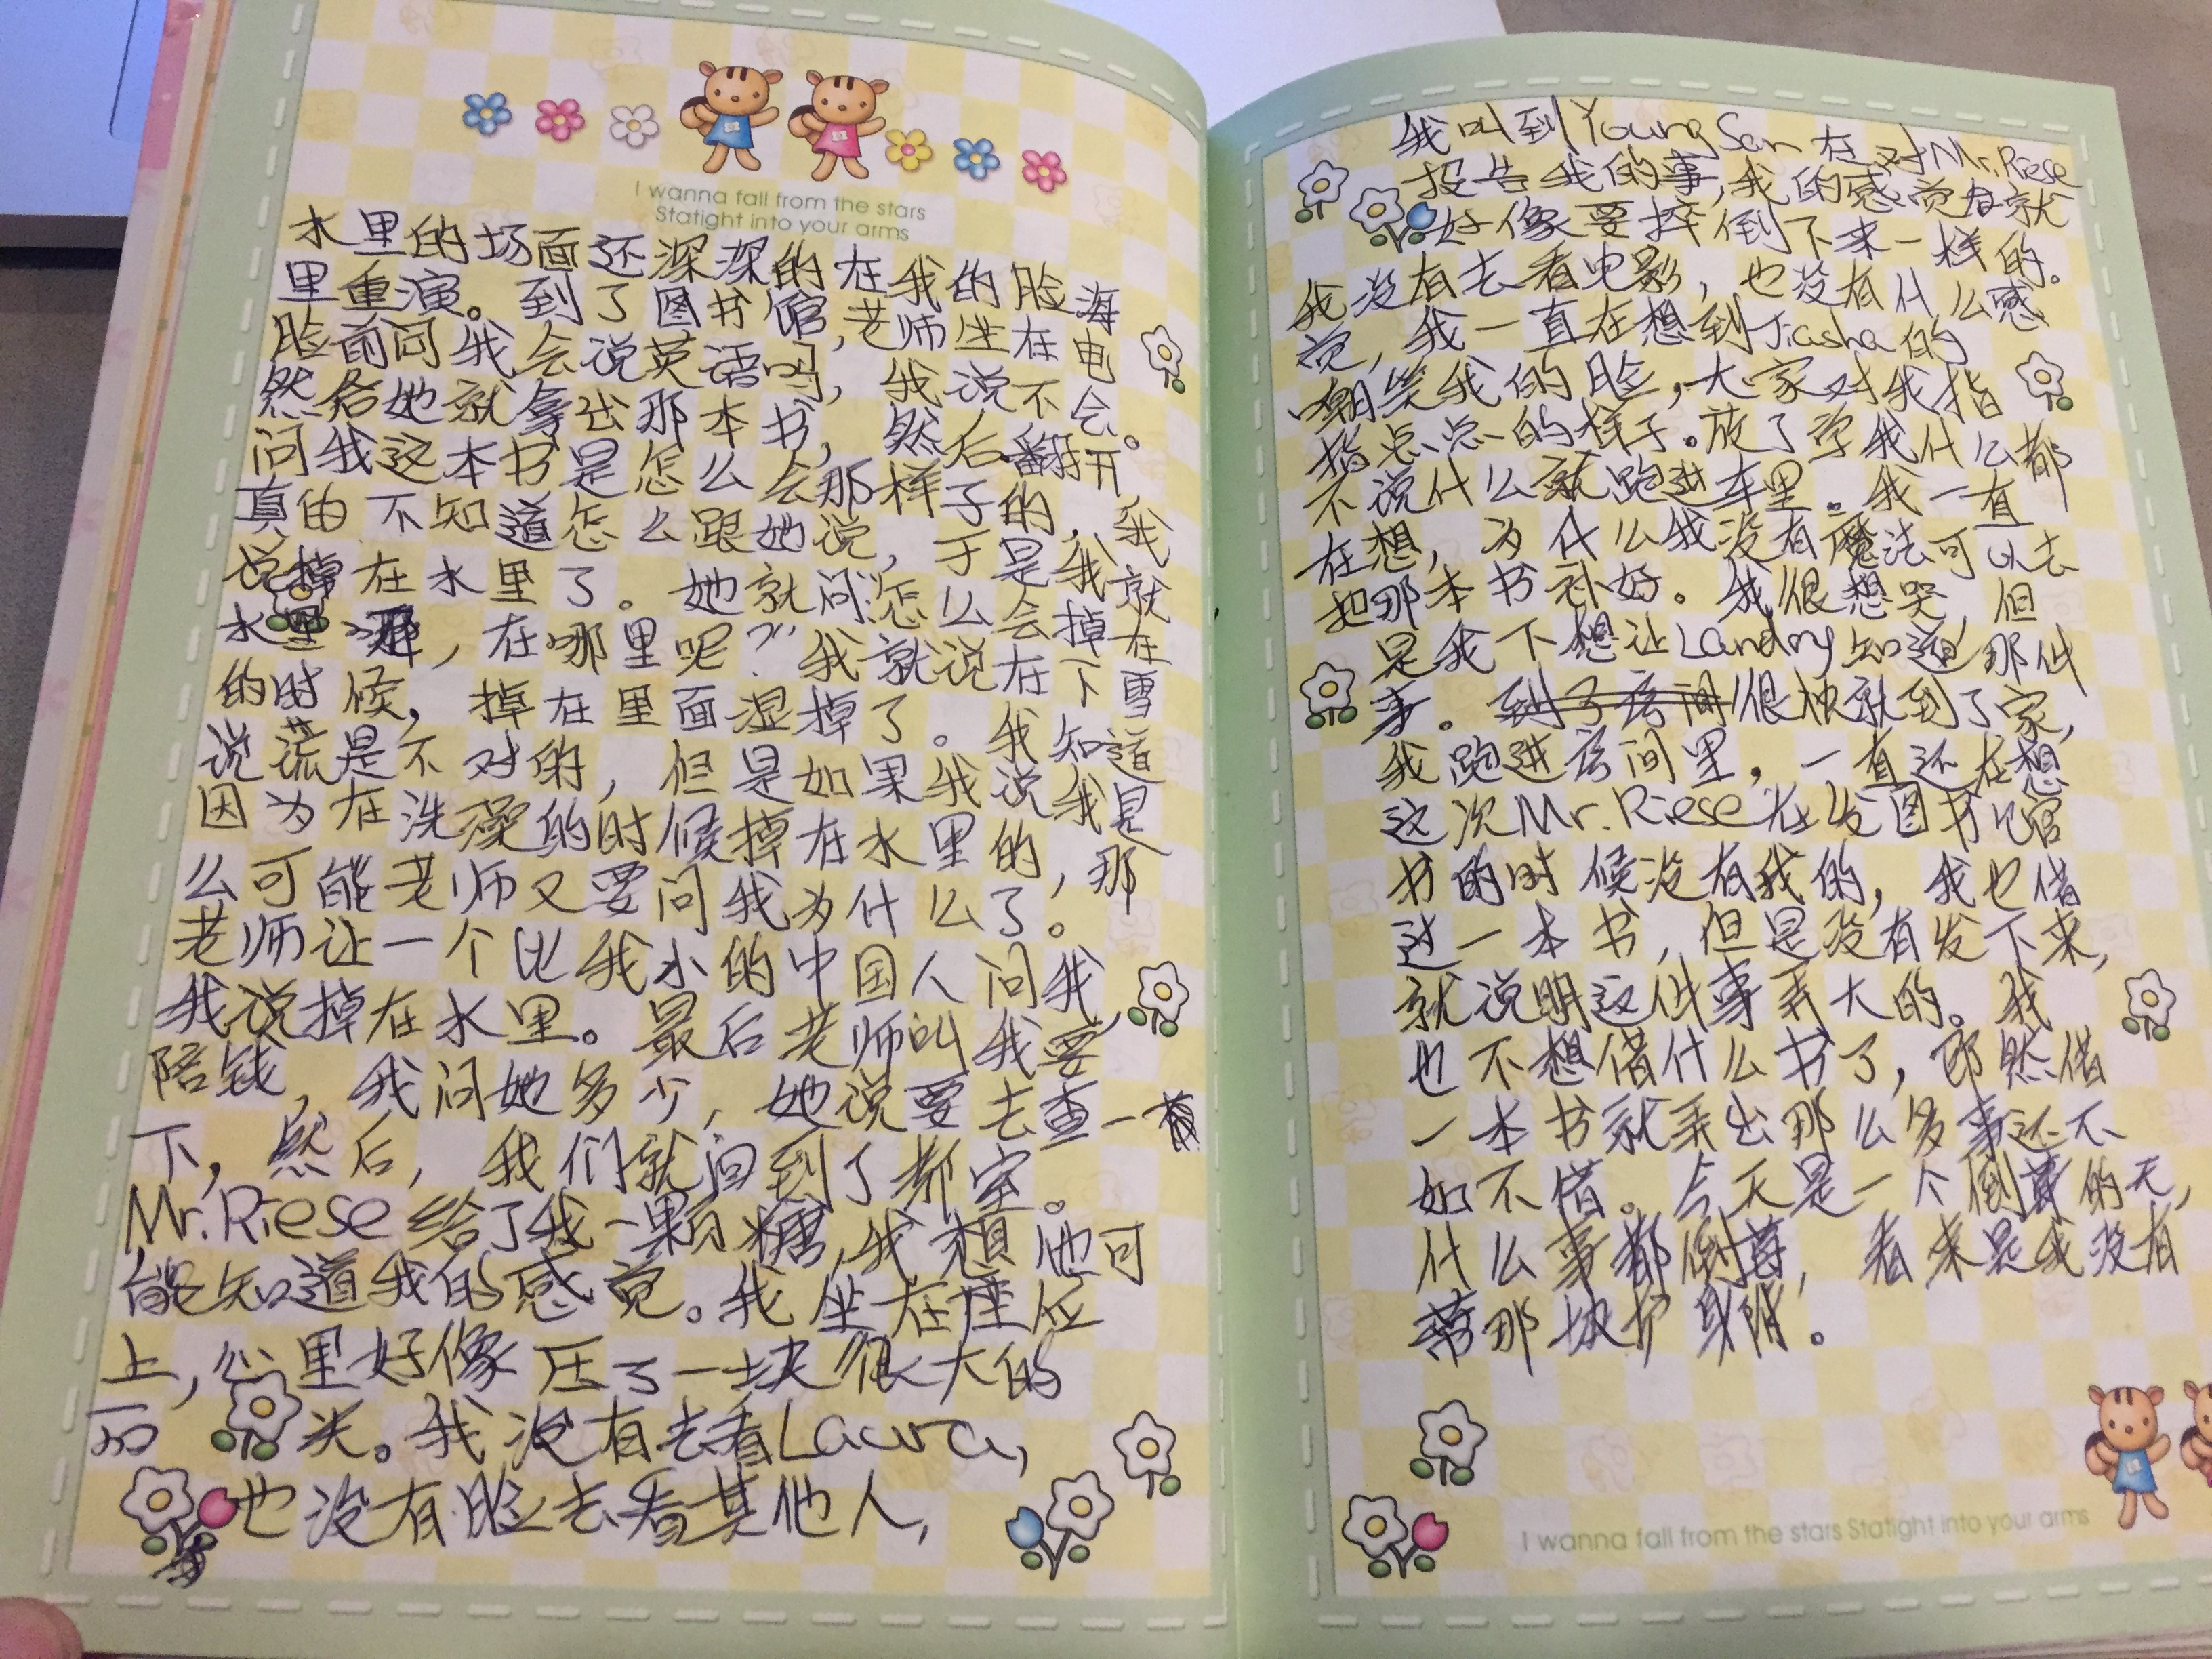 I wanna fall from the stars
Statight into your arms
水里的场面还深深的在我的脸海
里重演。到了图书馆,老师坐在电
脸前问我会说英语吗,我说不会。
然后她就拿出那本书,然后翻开,
问我这本书是怎么会那样子的,我
真的不知道怎么跟她说,于是我就
说掉在水里了。她就问:怎么会掉在
水里,在哪里呢?”我就说在下雪
的时候,掉在里面湿掉了。我知道
说荒是不对的,但是如果我说我是
因为在洗澡的时候掉在水里的,那
么可能老师又要问我为什么了。
老师让一个比我小的中国人问我,
我说掉在水里。最后老师叫我要
陪钱,我问她多少,她说要去查一
下,然后,我们就回到了教室。
Mr.Riese给了我一颗糖,我想他可
能知道我的感觉。我坐在座位
上,心里好像压了一块很大的
石头。我没有去看Laura,
也没有脸去看其他人,
我叫到Young San在对Mr.Riese
投告我的事,我的感觉就
好像要摔倒下来一样的。
我没有去看电影,也没有什么感
觉,我一直在想到Jiasha的
嘲笑我的脸,大家对我指
指点点的样子。放了学我什么都
不说什么就跑进车里。我一直
在想,为什么我没有魔法可以去
把那本书补好。我很想哭,但
是我不想让Landry知道那件
事。到了房间很快就到了家,
我跑进房间里,一直还在想
这次Mr.Riese在发图书馆
书的时候没有我的,我也借
过一本书,但是没有发下来,
就说明这件事弄大的。我
也不想借什么书了,既然借
一本书就弄出那么多事还不
如不借。今天是一个倒霉的天,
什么事都倒霉,看来是我没有
带那块护身符。
I wanna fall from the stars Statight into your arms